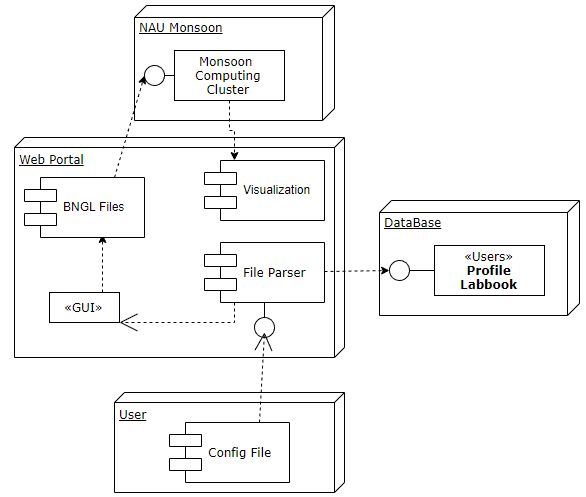 NAU Monsoon
Monsoon
Computing
Cluster
Web Portal
BNGL Files
Visualization
DataBase
«Users»
Profile
Labbook
File Parser
«GUI»
User
Config File